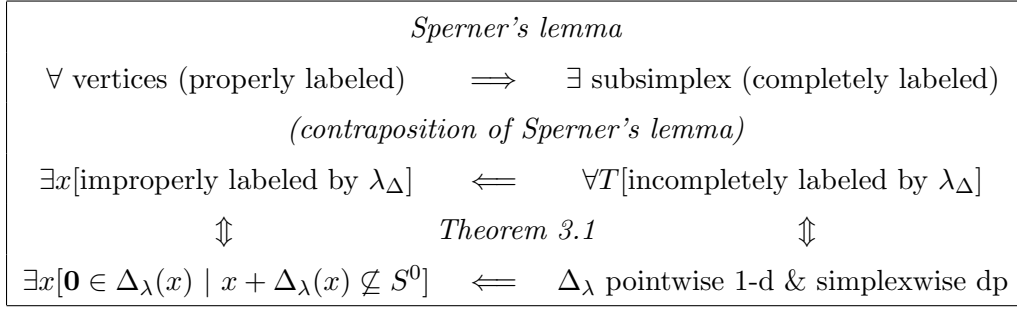 Sperner's lemma
∀ vertices (properly labeled) ⟹ ∃ subsimplex (completely labeled)
(contraposition of Sperner's lemma)
∃x[improperly labeled by λ_Δ] ⟸ ∀T[incompletely labeled by λ_Δ]
⇕ Theorem 3.1 ⇕
∃x[𝟎 ∈ Δ_λ(x) | x + Δ_λ(x) ⊈ S⁰] ⟸ Δ_λ pointwise 1-d & simplexwise dp